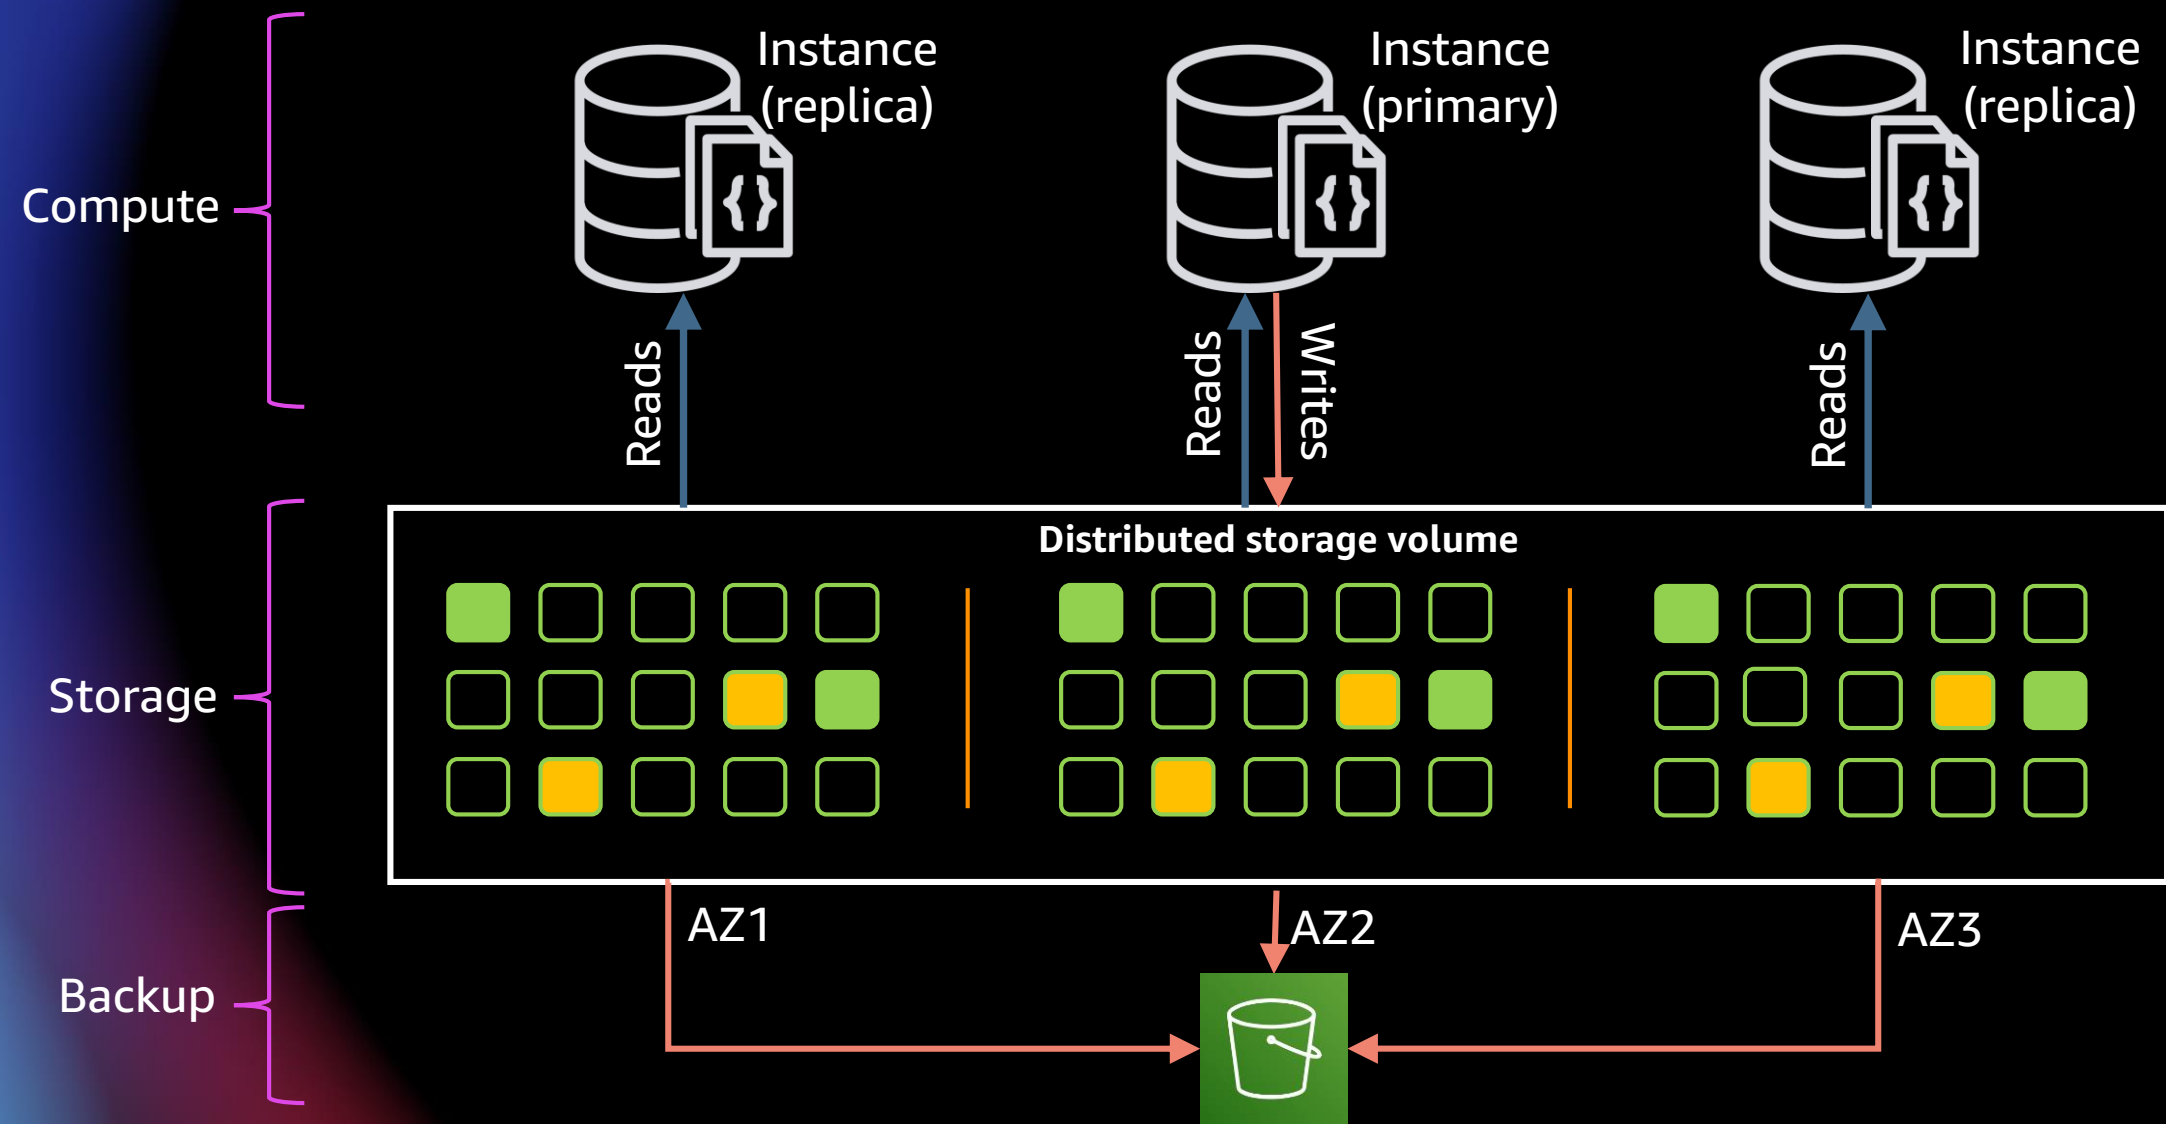 Instance
(replica)
Instance
(primary)
Instance
(replica)
Compute
{}
{}
{}
Reads
Reads
Writes
Reads
Distributed storage volume
Storage
AZ1
AZ2
AZ3
Backup